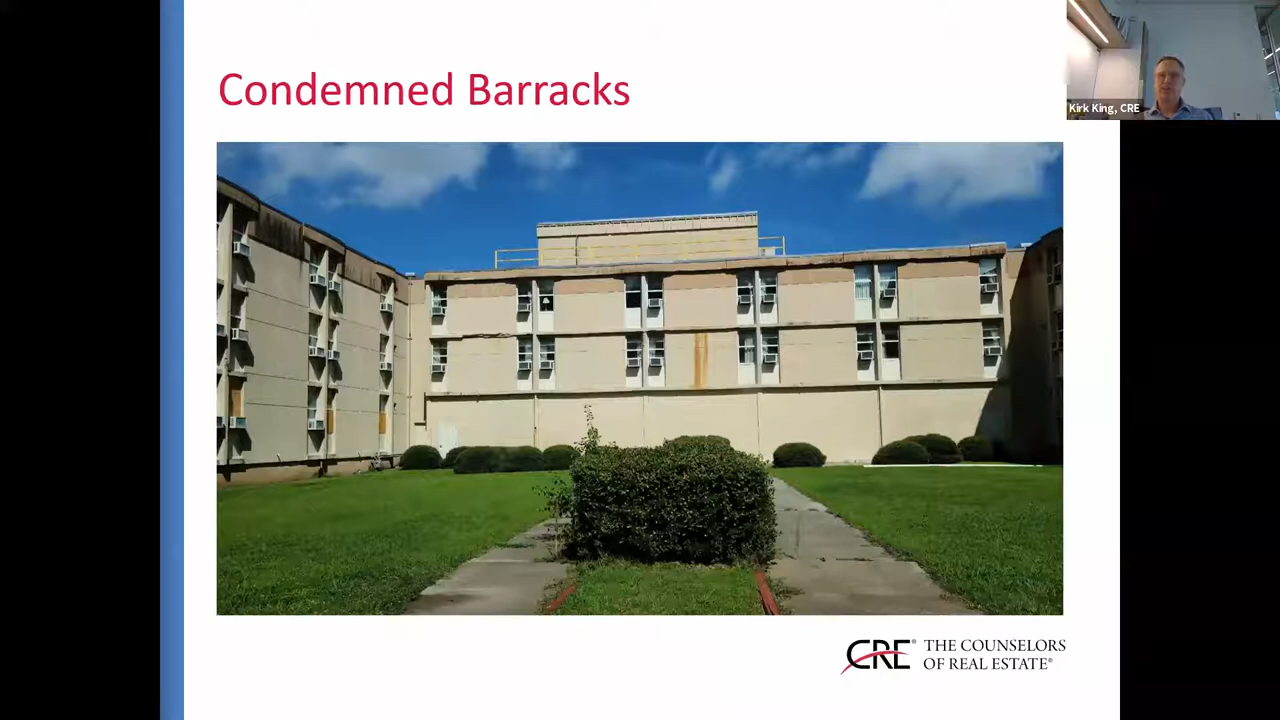 Condemned Barracks
Kirk King, CRE
CRE® THE COUNSELORS
OF REAL ESTATE®